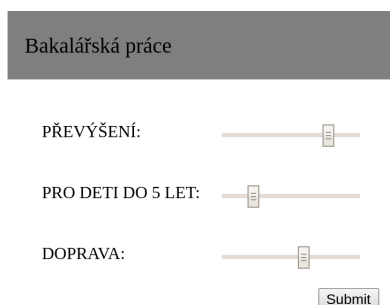 Bakalářská práce
PŘEVÝŠENÍ:
PRO DETI DO 5 LET:
DOPRAVA:
Submit